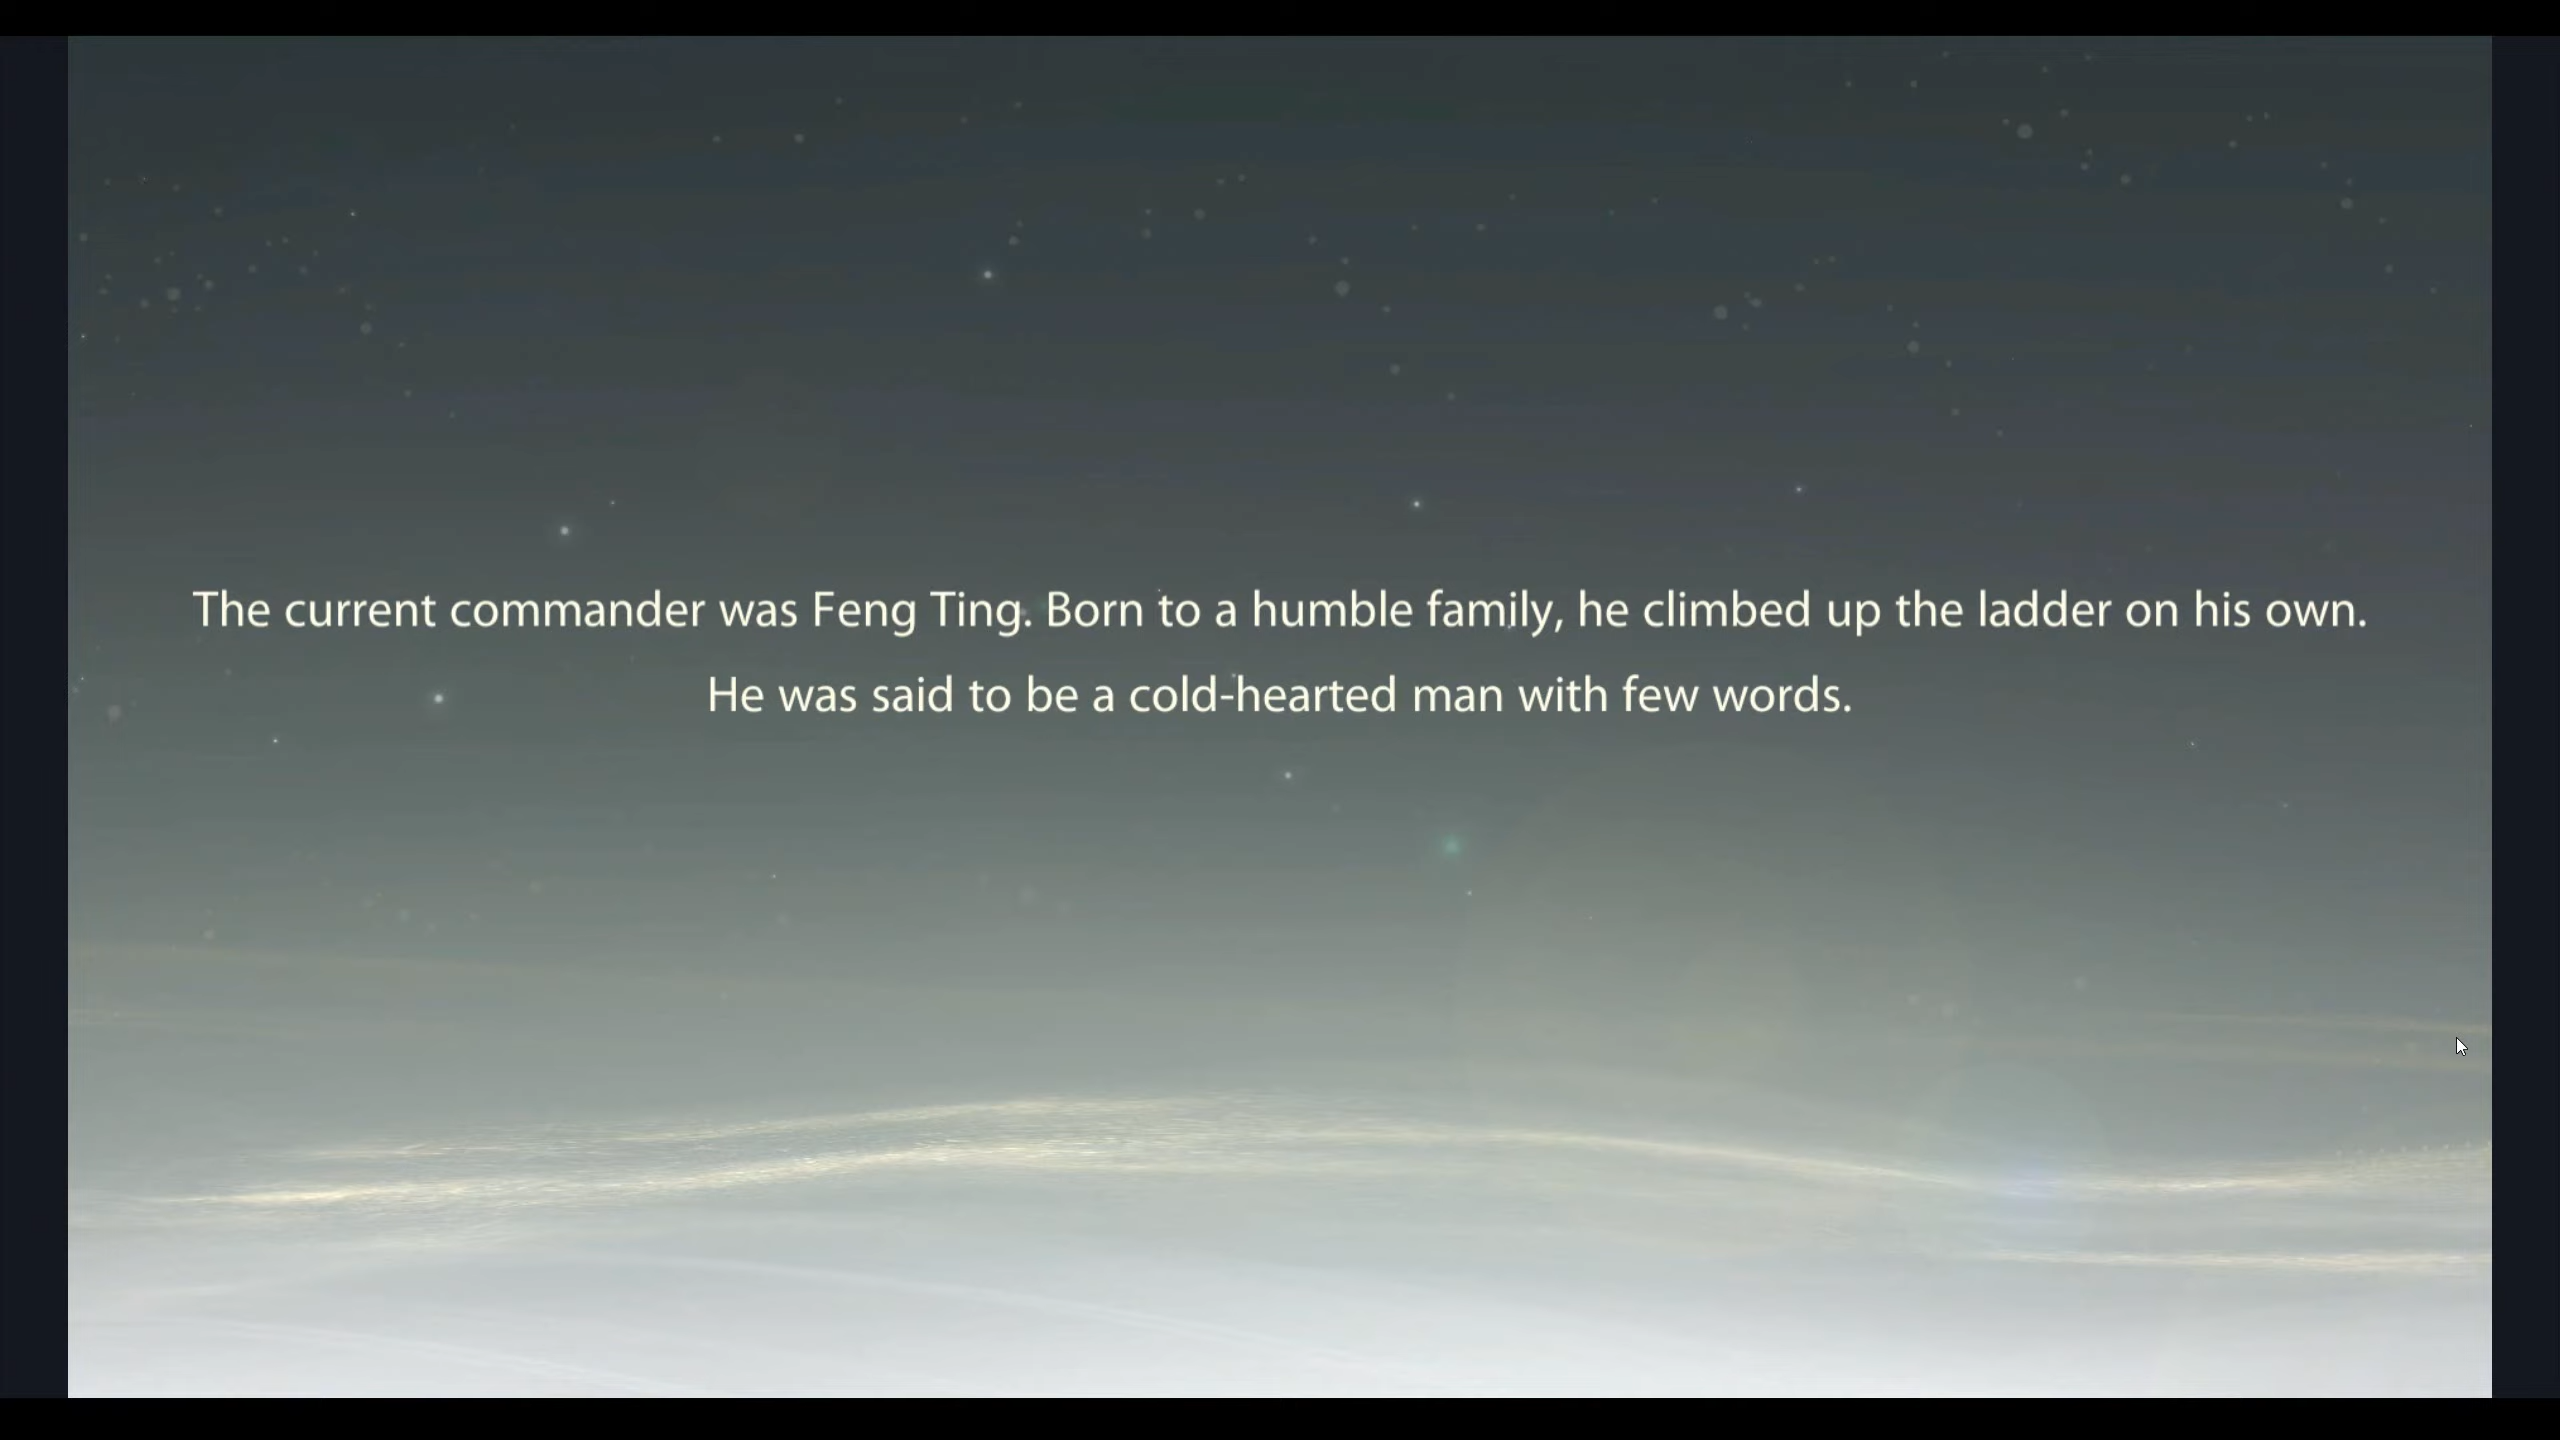 The current commander was Feng Ting. Born to a humble family, he climbed up the ladder on his own.
He was said to be a cold-hearted man with few words.